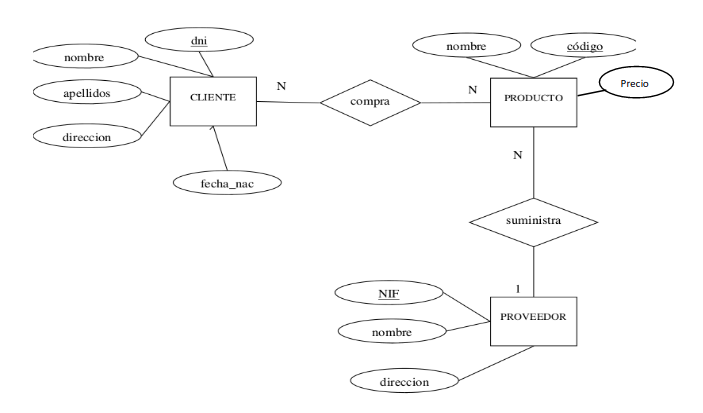 dni
nombre
apellidos
direccion
CLIENTE
fecha_nac
N
compra
N
nombre
código
Precio
PRODUCTO
N
suministra
1
NIF
nombre
direccion
PROVEEDOR